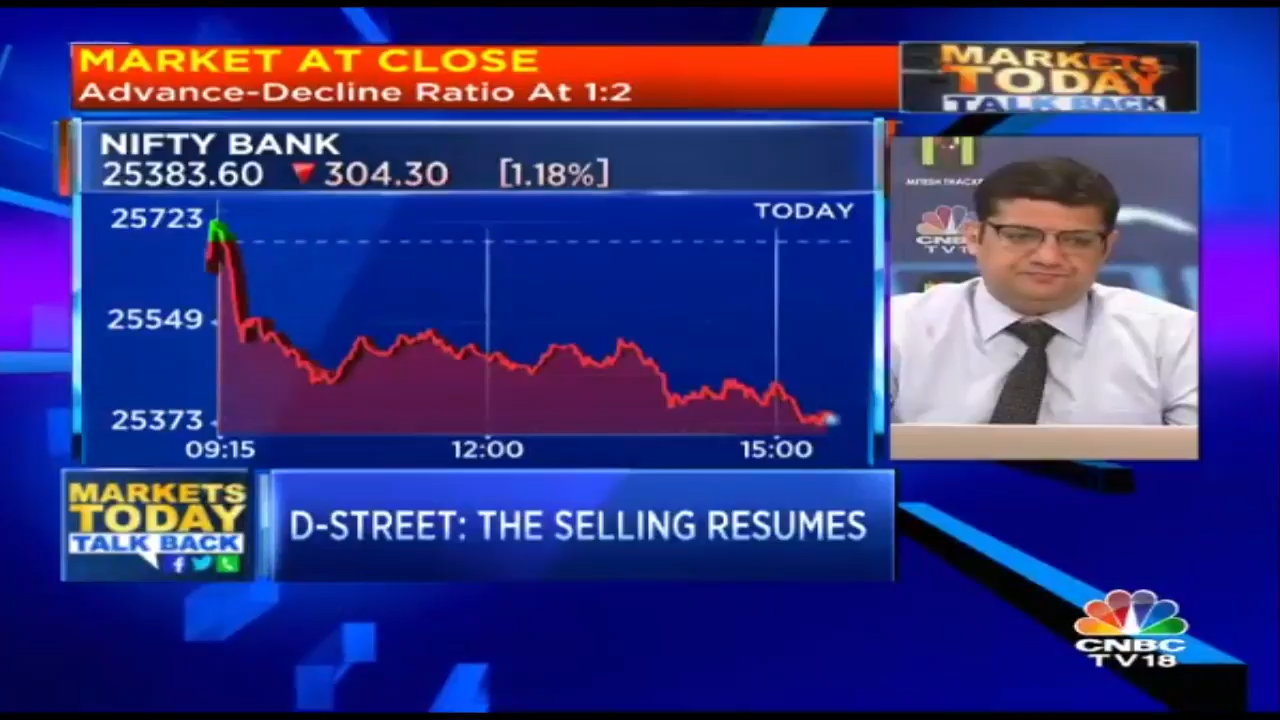 MARKET AT CLOSE
Advance-Decline Ratio At 1:2
MARKETS
TODAY
TALK BACK
NIFTY BANK
25383.60 ▼ 304.30 [1.18%]
TODAY
25723
25549
25373
09:15 12:00 15:00
MITESH THACK
CNBC
TV18
MARKETS
TODAY
TALK BACK
D-STREET: THE SELLING RESUMES
CNBC
TV18